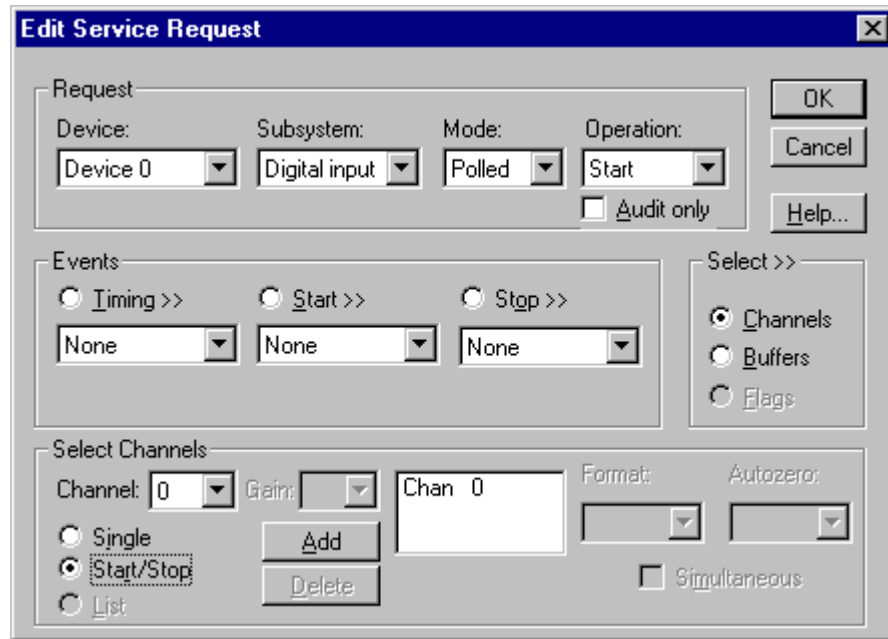 Edit Service Request
Request
OK
Device:
Subsystem:
Mode:
Operation:
Cancel
Device 0
Digital input
Polled
Start
Audit only
Help...
Events
Select >>
Timing >>
Start >>
Stop >>
Channels
None
None
None
Buffers
Flags
Select Channels
Channel: 0
Gain:
Chan 0
Format:
Autozero:
Single
Add
Start/Stop
Delete
Simultaneous
List